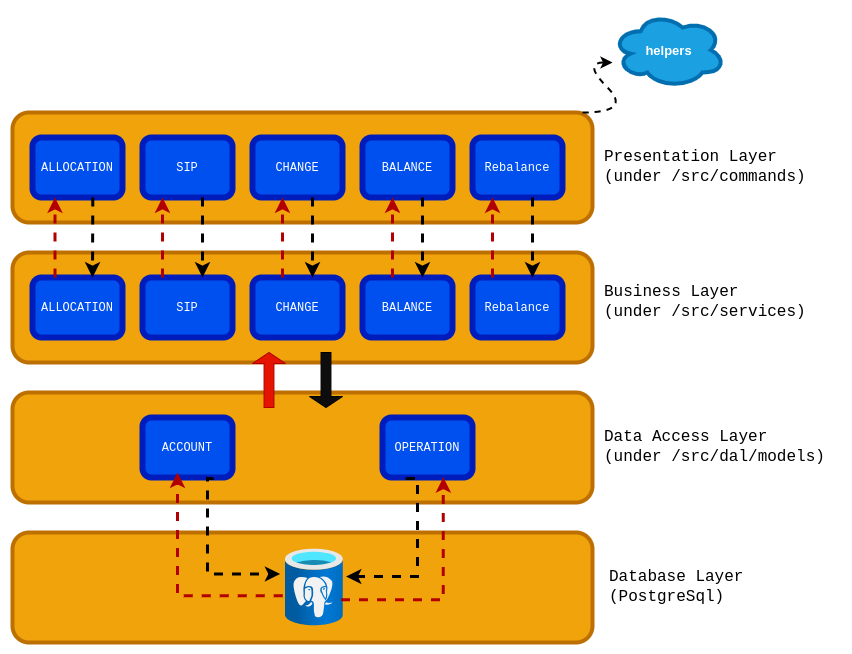 helpers
ALLOCATION SIP CHANGE BALANCE Rebalance
Presentation Layer
(under /src/commands)
ALLOCATION SIP CHANGE BALANCE Rebalance
Business Layer
(under /src/services)
ACCOUNT OPERATION
Data Access Layer
(under /src/dal/models)
Database Layer
(PostgreSql)